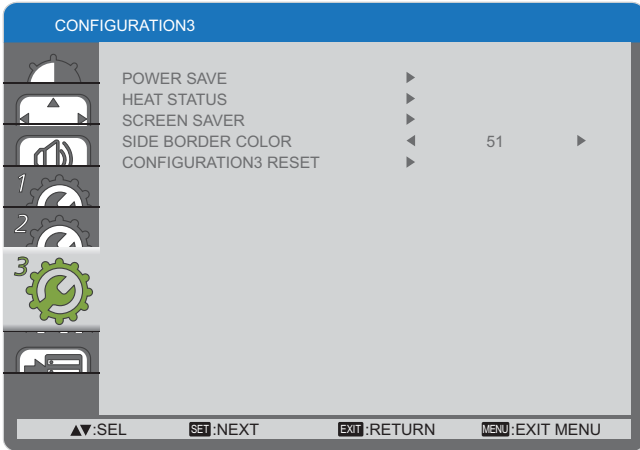 CONFIGURATION3
POWER SAVE
HEAT STATUS
SCREEN SAVER
SIDE BORDER COLOR 51
CONFIGURATION3 RESET
1
2
3
▲▼:SEL SET:NEXT EXIT:RETURN MENU:EXIT MENU